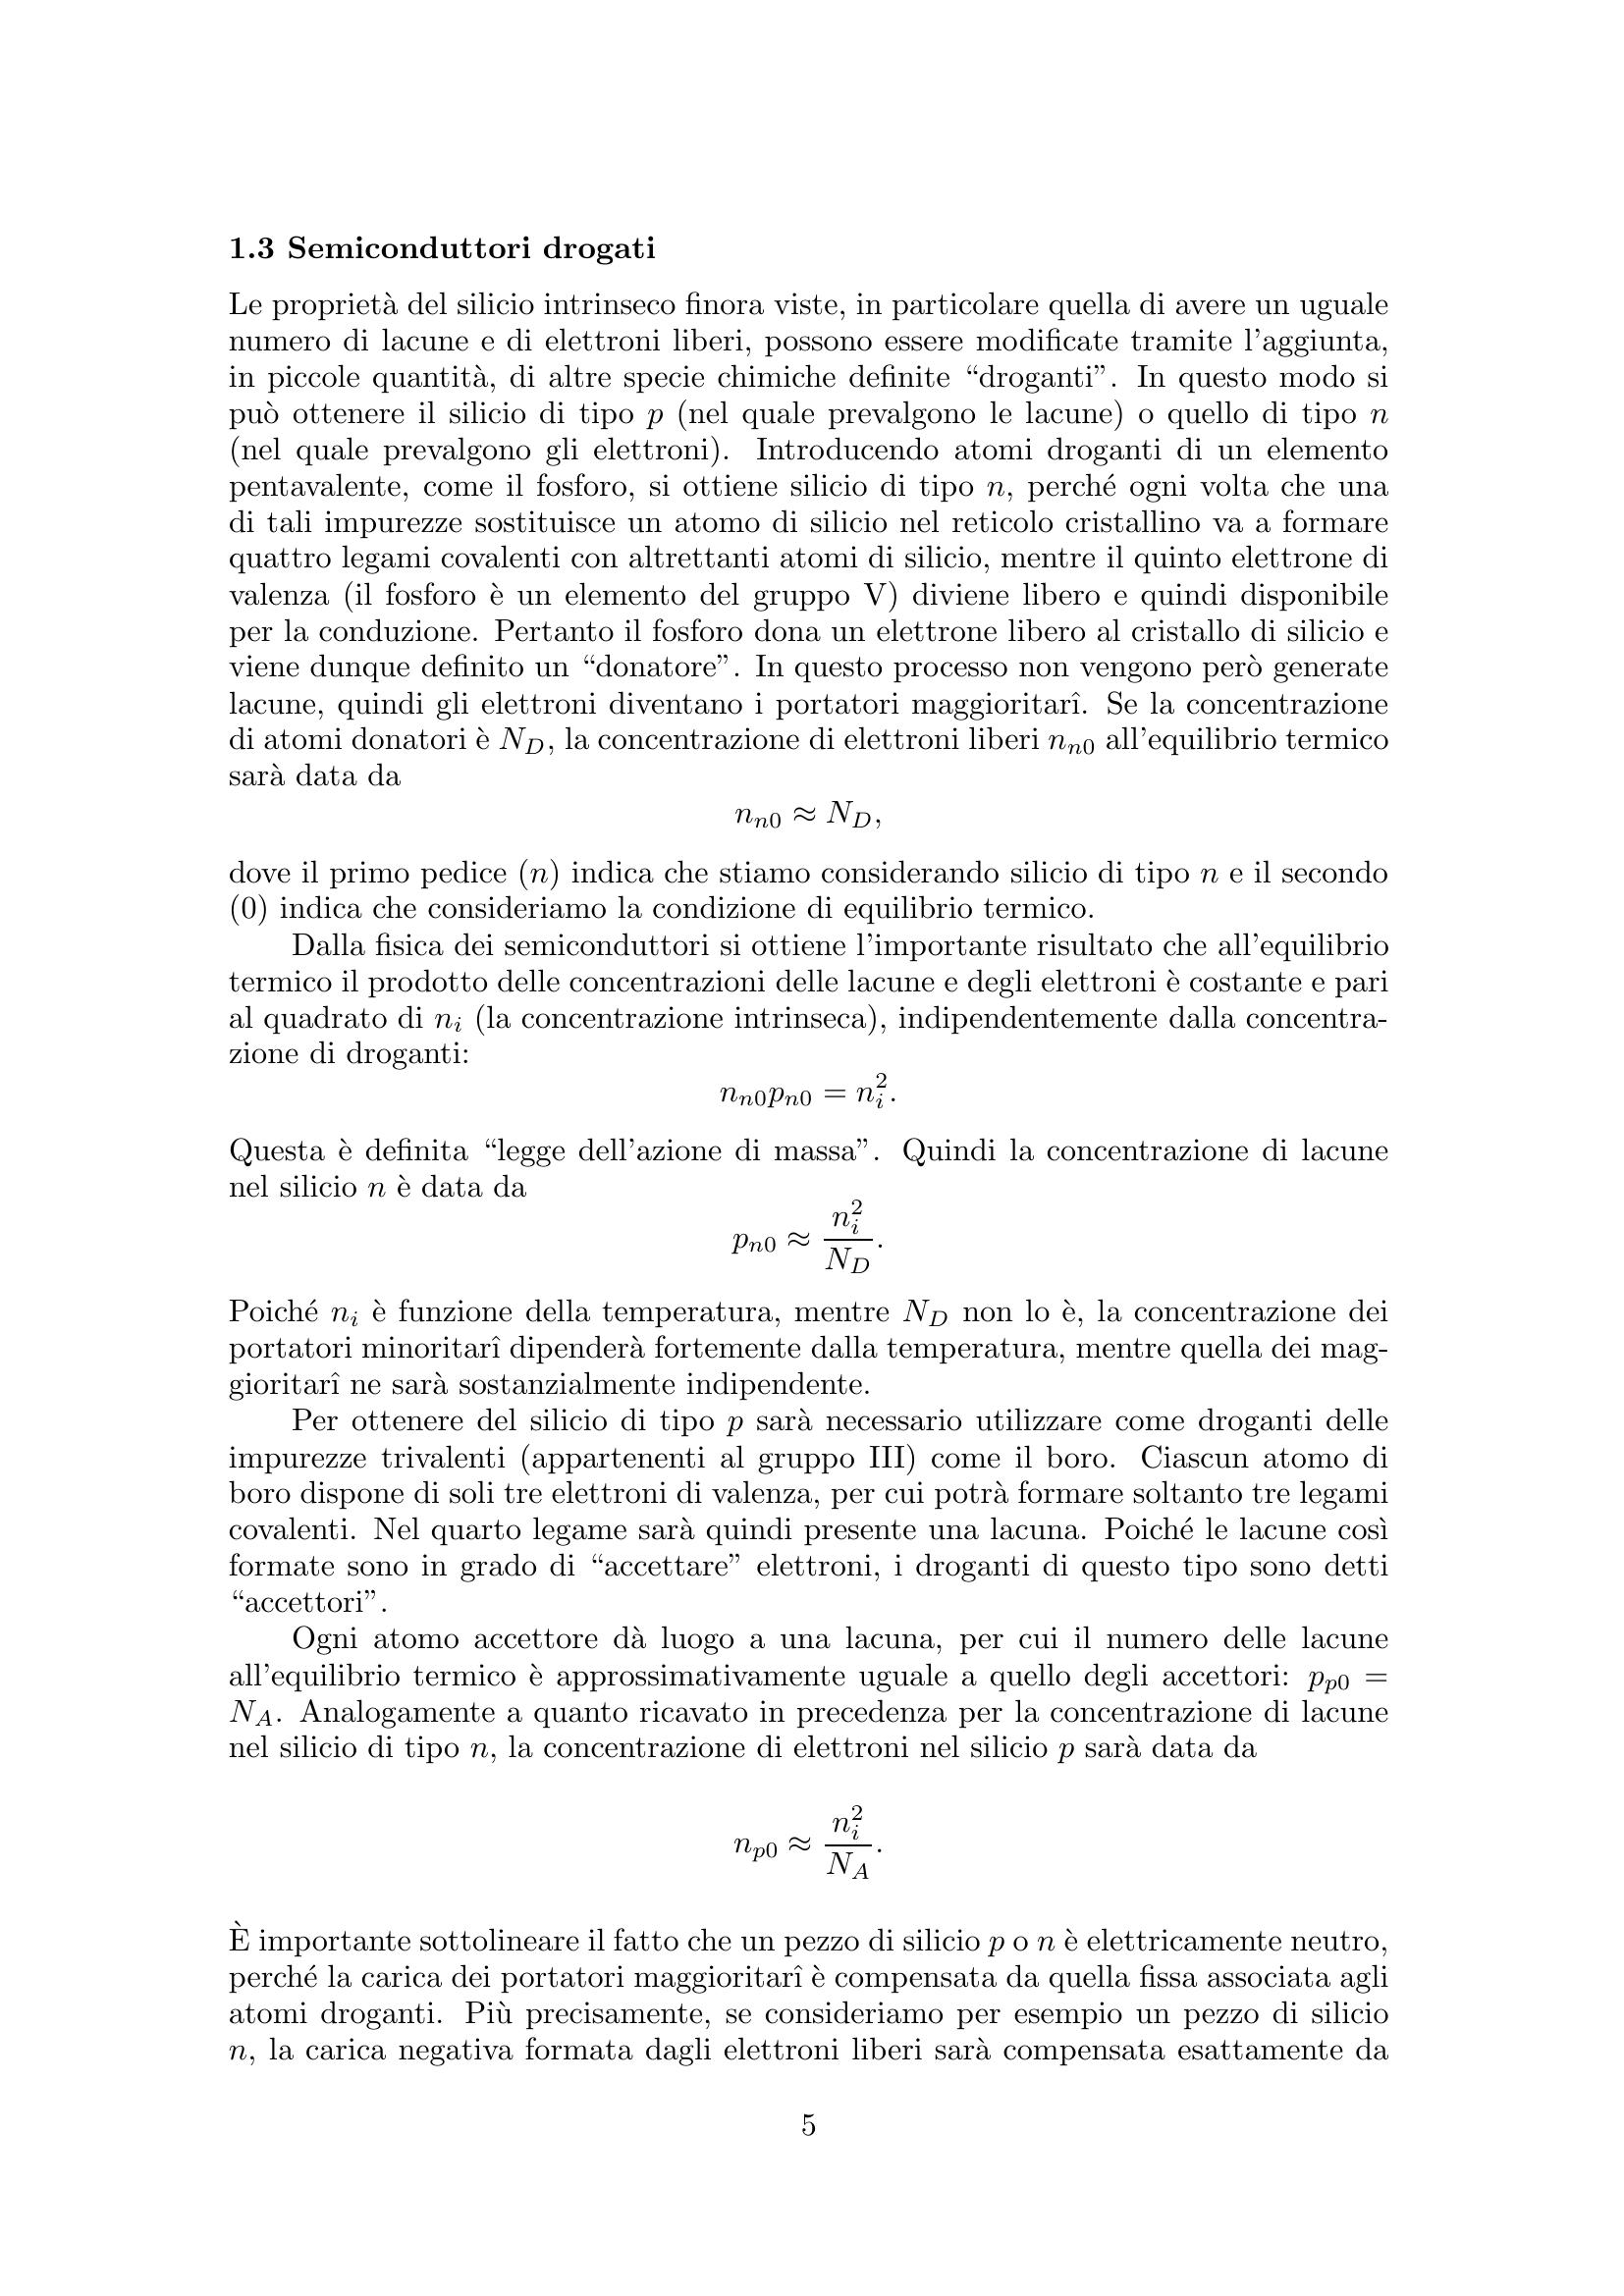 1.3 Semiconduttori drogati
Le proprietà del silicio intrinseco finora viste, in particolare quella di avere un uguale
numero di lacune e di elettroni liberi, possono essere modificate tramite l'aggiunta,
in piccole quantità, di altre specie chimiche definite “droganti”. In questo modo si
può ottenere il silicio di tipo p (nel quale prevalgono le lacune) o quello di tipo n
(nel quale prevalgono gli elettroni). Introducendo atomi droganti di un elemento
pentavalente, come il fosforo, si ottiene silicio di tipo n, perché ogni volta che una
di tali impurezze sostituisce un atomo di silicio nel reticolo cristallino va a formare
quattro legami covalenti con altrettanti atomi di silicio, mentre il quinto elettrone di
valenza (il fosforo è un elemento del gruppo V) diviene libero e quindi disponibile
per la conduzione. Pertanto il fosforo dona un elettrone libero al cristallo di silicio e
viene dunque definito un “donatore”. In questo processo non vengono però generate
lacune, quindi gli elettroni diventano i portatori maggioritarî. Se la concentrazione
di atomi donatori è $N_D$, la concentrazione di elettroni liberi $n_{n0}$ all'equilibrio termico
sarà data da
$n_{n0} \approx N_D,$
dove il primo pedice (n) indica che stiamo considerando silicio di tipo n e il secondo
(0) indica che consideriamo la condizione di equilibrio termico.
Dalla fisica dei semiconduttori si ottiene l'importante risultato che all'equilibrio
termico il prodotto delle concentrazioni delle lacune e degli elettroni è costante e pari
al quadrato di $n_i$ (la concentrazione intrinseca), indipendentemente dalla concentra-
zione di droganti:
$n_{n0} p_{n0} = n_i^2.$
Questa è definita “legge dell'azione di massa”. Quindi la concentrazione di lacune
nel silicio n è data da
$p_{n0} \approx \frac{n_i^2}{N_D}.$
Poiché $n_i$ è funzione della temperatura, mentre $N_D$ non lo è, la concentrazione dei
portatori minoritarî dipenderà fortemente dalla temperatura, mentre quella dei mag-
gioritarî ne sarà sostanzialmente indipendente.
Per ottenere del silicio di tipo p sarà necessario utilizzare come droganti delle
impurezze trivalenti (appartenenti al gruppo III) come il boro. Ciascun atomo di
boro dispone di soli tre elettroni di valenza, per cui potrà formare soltanto tre legami
covalenti. Nel quarto legame sarà quindi presente una lacuna. Poiché le lacune così
formate sono in grado di “accettare” elettroni, i droganti di questo tipo sono detti
“accettori”.
Ogni atomo accettore dà luogo a una lacuna, per cui il numero delle lacune
all'equilibrio termico è approssimativamente uguale a quello degli accettori: $p_{p0} =$
$N_A$. Analogamente a quanto ricavato in precedenza per la concentrazione di lacune
nel silicio di tipo n, la concentrazione di elettroni nel silicio p sarà data da
$n_{p0} \approx \frac{n_i^2}{N_A}.$
È importante sottolineare il fatto che un pezzo di silicio p o n è elettricamente neutro,
perché la carica dei portatori maggioritarî è compensata da quella fissa associata agli
atomi droganti. Più precisamente, se consideriamo per esempio un pezzo di silicio
n, la carica negativa formata dagli elettroni liberi sarà compensata esattamente da
5